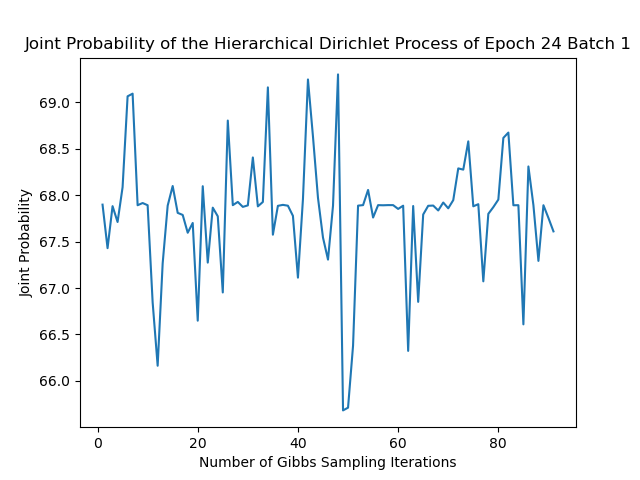 Joint Probability of the Hierarchical Dirichlet Process of Epoch 24 Batch 1
69.0
68.5
68.0
67.5
67.0
66.5
66.0
Joint Probability
0 20 40 60 80
Number of Gibbs Sampling Iterations